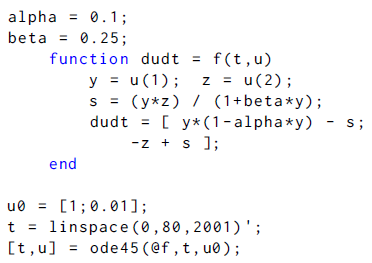 alpha = 0.1;
beta = 0.25;
    function dudt = f(t,u)
        y = u(1);  z = u(2);
        s = (y*z) / (1+beta*y);
        dudt = [ y*(1-alpha*y) - s;
            -z + s ];
    end

u0 = [1;0.01];
t = linspace(0,80,2001)';
[t,u] = ode45(@f,t,u0);